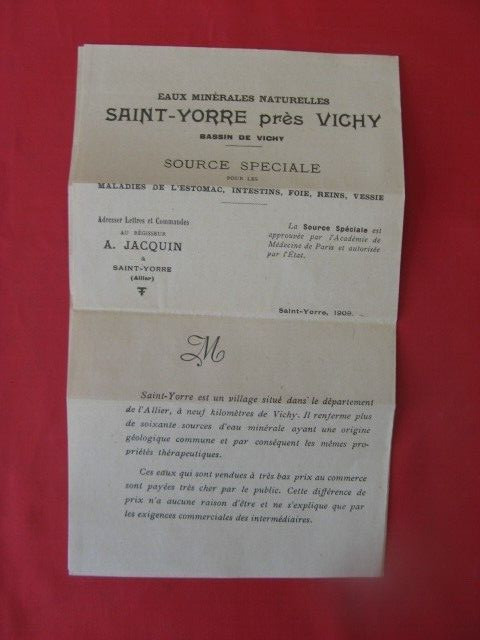 EAUX MINÉRALES NATURELLES
SAINT-YORRE près VICHY
BASSIN DE VICHY
SOURCE SPECIALE
POUR LES
MALADIES DE L'ESTOMAC, INTESTINS, FOIE, REINS, VESSIE
Adresser Lettres et Commandes
AU RÉGISSEUR
A. JACQUIN
à
SAINT-YORRE
(Allier)
La Source Spéciale est
approuvée par l'Académie de
Médecine de Paris et autorisée
par l'État.
Saint-Yorre, 1909.
M
Saint-Yorre est un village situé dans le département
de l'Allier, à neuf kilomètres de Vichy. Il renferme plus
de soixante sources d'eau minérale ayant une origine
géologique commune et par conséquent les mêmes pro-
priétés thérapeutiques.
Ces eaux qui sont vendues à très bas prix au commerce
sont payées très cher par le public. Cette différence de
prix n'a aucune raison d'être et ne s'explique que par
les exigences commerciales des intermédiaires.